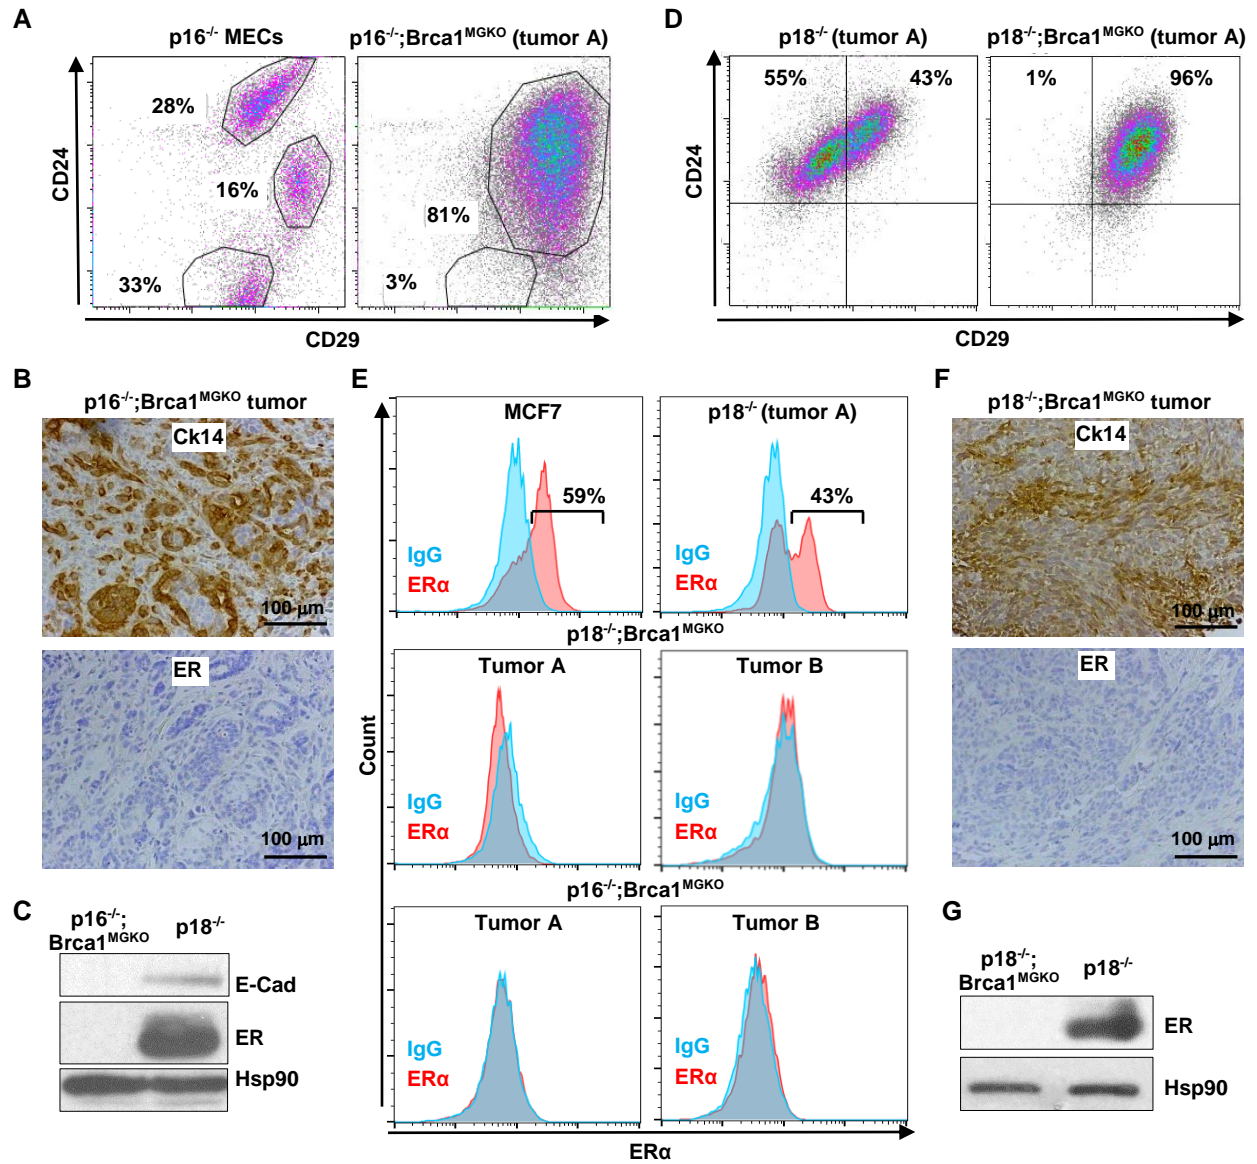 A
p16-/- MECs
p16-/-;Brca1MGKO (tumor A)
28%
16%
33%
81%
3%
CD24
CD29
D
p18-/- (tumor A)
p18-/-;Brca1MGKO (tumor A)
55%
43%
1%
96%
CD24
CD29
B
p16-/-;Brca1MGKO tumor
Ck14
100 µm
ER
100 µm
C
p16-/-;
Brca1MGKO
p18-/-
E-Cad
ER
Hsp90
E
MCF7
59%
IgG
ERα
p18-/- (tumor A)
43%
IgG
ERα
p18-/-;Brca1MGKO
Tumor A
IgG
ERα
Tumor B
IgG
ERα
p16-/-;Brca1MGKO
Tumor A
IgG
ERα
Tumor B
IgG
ERα
Count
ERα
F
p18-/-;Brca1MGKO tumor
Ck14
100 µm
ER
100 µm
G
p18-/-;
Brca1MGKO
p18-/-
ER
Hsp90